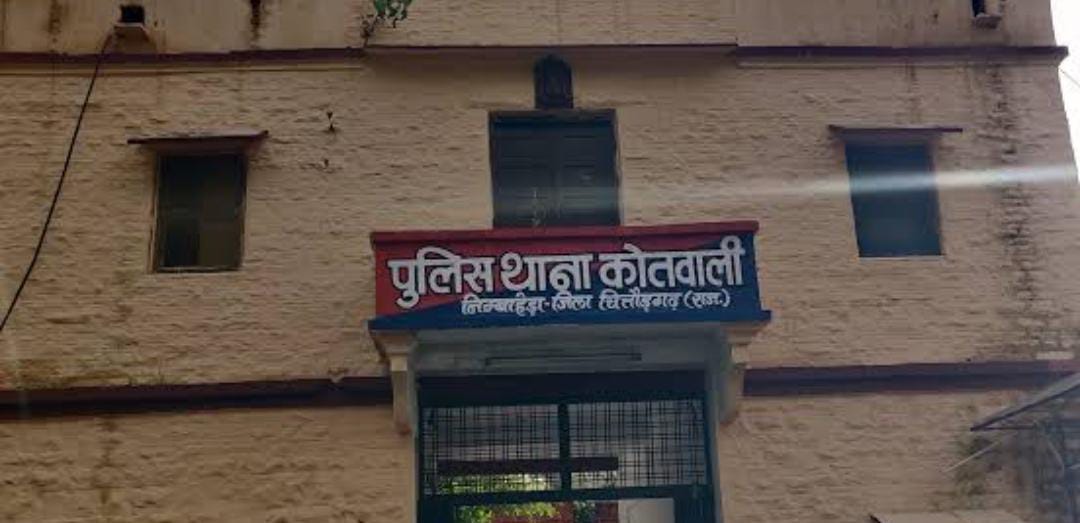 पुलिस थाना कोतवाली
निम्बाहेड़ा-जिला चित्तौड़गढ़ (राज.)